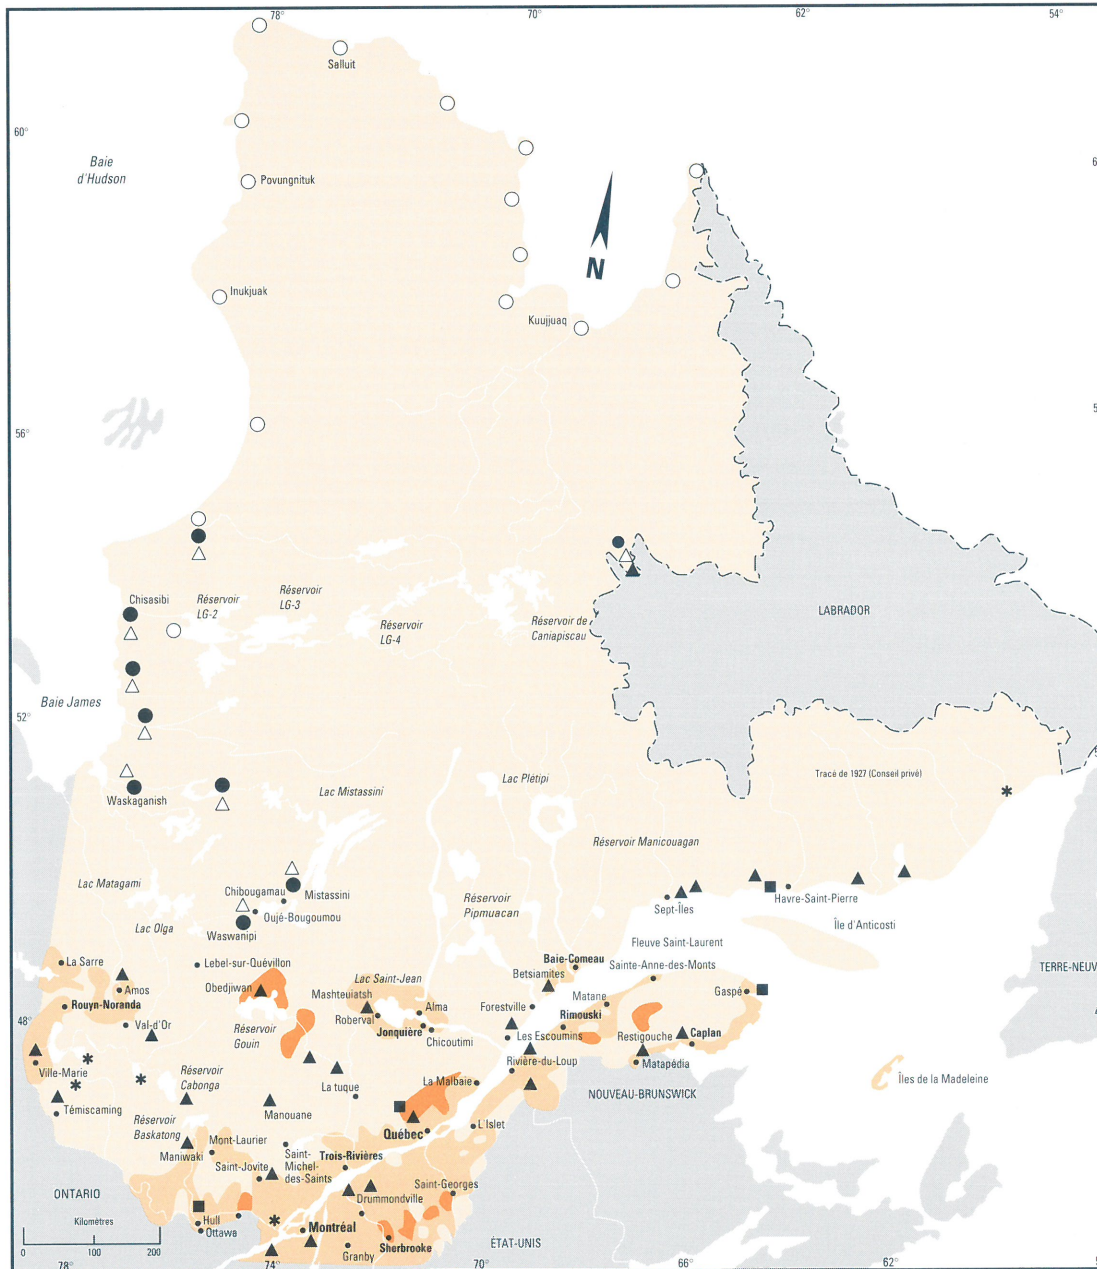 78°
70°
62°
54°
Salluit
60°
Baie
d'Hudson
Povungnituk
N
Inukjuak
Kuujjuaq
56°
Chisasibi
Réservoir
LG-2
Réservoir
LG-3
Réservoir
LG-4
Réservoir de
Caniapiscau
LABRADOR
Baie James
52°
Waskaganish
Lac Mistassini
Lac Plétipi
Tracé de 1927 (Conseil privé)
Réservoir Manicouagan
Lac Matagami
Chibougamau
Mistassini
Oujé-Bougoumou
Réservoir
Pipmuacan
Sept-Îles
Havre-Saint-Pierre
Lac Olga
Waswanipi
Île d'Anticosti
Fleuve Saint-Laurent
La Sarre
Lebel-sur-Quévillon
Lac Saint-Jean
Baie-Comeau
Sainte-Anne-des-Monts
TERRE-NEUV
Amos
Obedjiwan
Mashteuiatsh
Betsiamites
Gaspé
Rouyn-Noranda
Roberval
Alma
Forestville
Matane
48°
Val-d'Or
Réservoir
Gouin
Jonquière
Chicoutimi
Rimouski
Les Escoumins
Restigouche
Caplan
Ville-Marie
Rivière-du-Loup
Matapédia
Réservoir
Cabonga
La tuque
La Malbaie
NOUVEAU-BRUNSWICK
Îles de la Madeleine
Témiscaming
Manouane
Réservoir
Baskatong
Québec
L'Islet
Mont-Laurier
Maniwaki
Saint-Jovite
Saint-
Michel-
des-Saints
Trois-Rivières
Saint-Georges
ONTARIO
Drummondville
Kilomètres
Hull
Ottawa
Montréal
Sherbrooke
Granby
ÉTAT-UNIS
0
100
200
78°
74°
70°
66°
62°